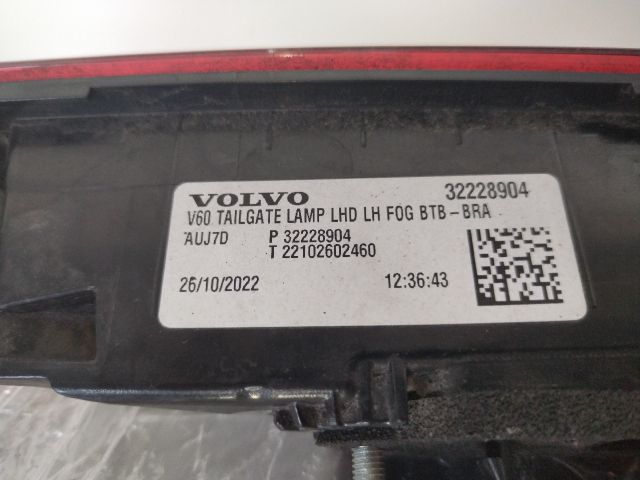 VOLVO 32228904
V60 TAILGATE LAMP LHD LH FOG BTB-BRA
AUJ7D P 32228904
T 22102602460
26/10/2022 12:36:43